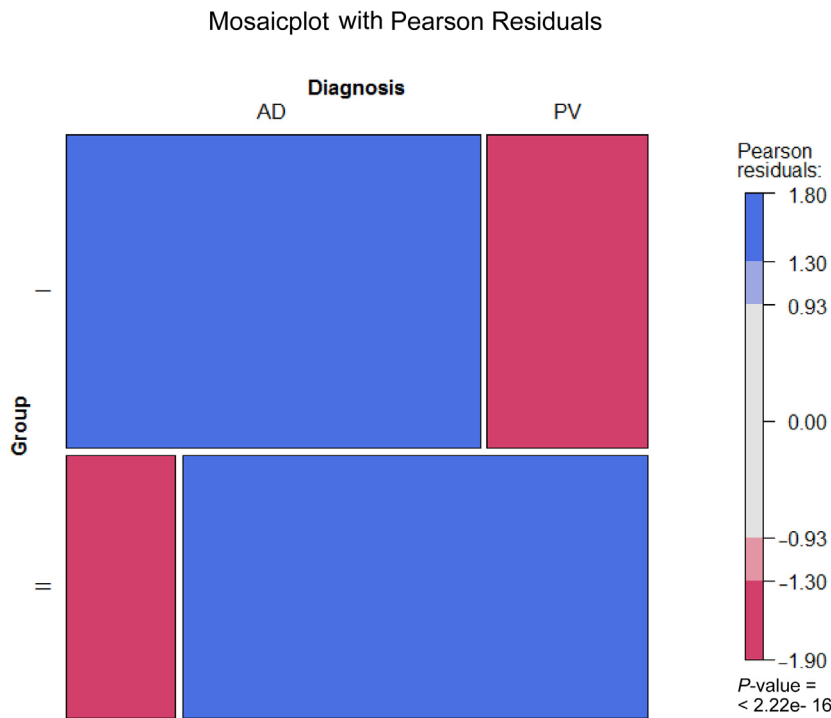 Mosaicplot with Pearson Residuals
Diagnosis
AD PV
Group
I
II
Pearson
residuals:
1.80
1.30
0.93
0.00
-0.93
-1.30
-1.90
P-value =
< 2.22e- 16